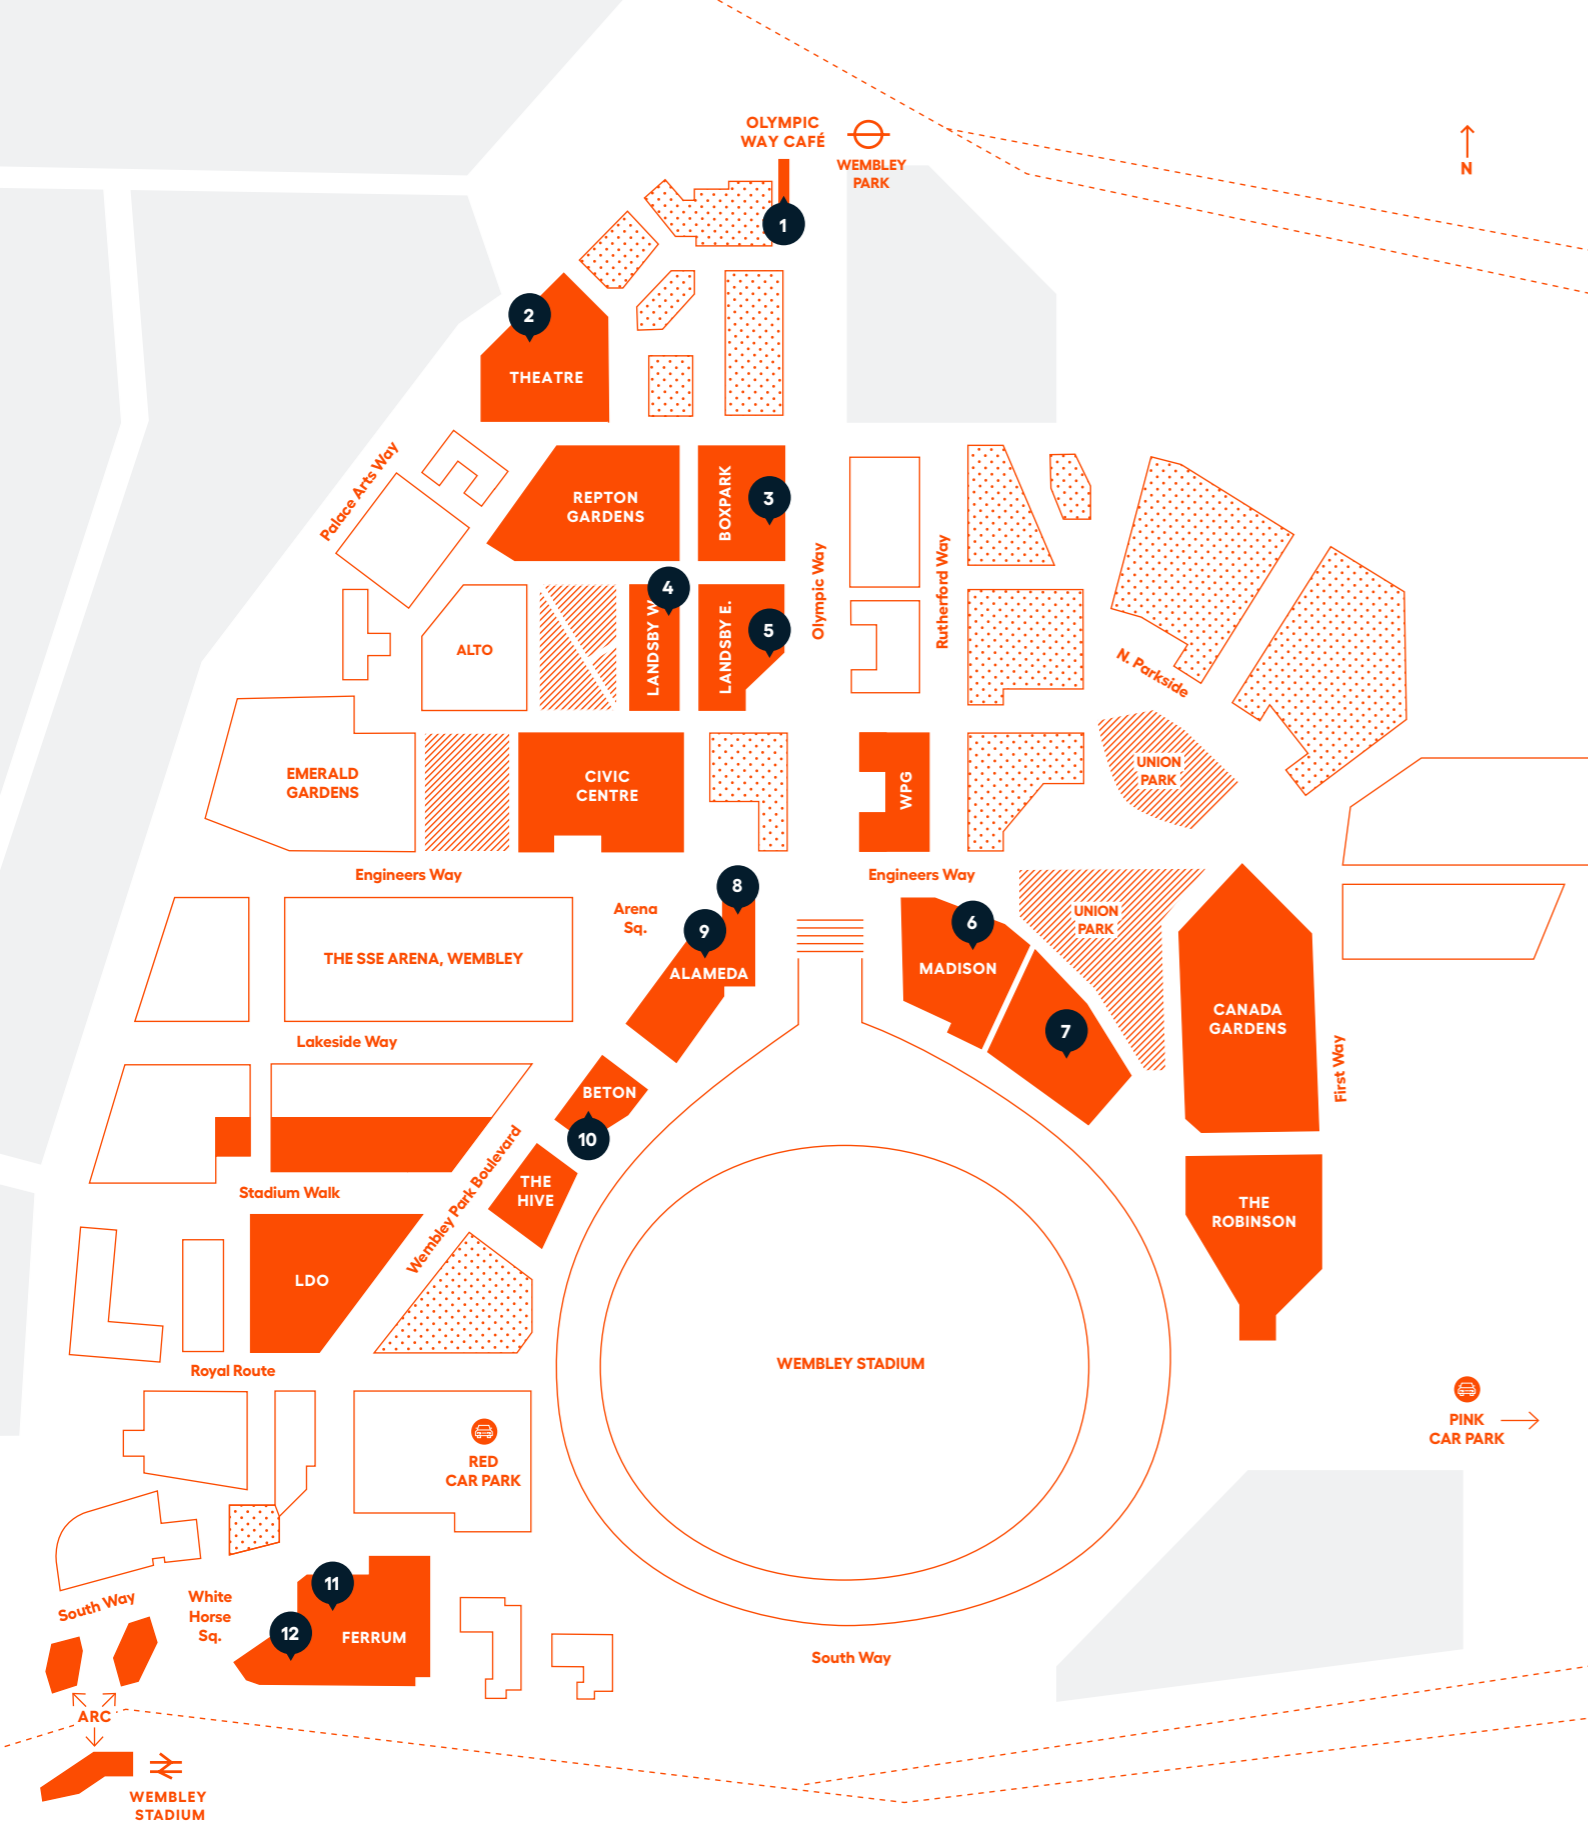 OLYMPIC
WAY CAFÉ
WEMBLEY
PARK
N
1
2
THEATRE
Palace Arts Way
REPTON
GARDENS
BOXPARK
3
Olympic Way
Rutherford Way
4
LANDSBY W.
LANDSBY E.
5
ALTO
N. Parkside
UNION
PARK
EMERALD
GARDENS
CIVIC
CENTRE
WPG
Engineers Way
Engineers Way
8
Arena
Sq.
9
ALAMEDA
6
MADISON
UNION
PARK
THE SSE ARENA, WEMBLEY
7
CANADA
GARDENS
First Way
Lakeside Way
BETON
10
THE
HIVE
Wembley Park Boulevard
Stadium Walk
THE
ROBINSON
LDO
WEMBLEY STADIUM
Royal Route
RED
CAR PARK
PINK
CAR PARK
South Way
White
Horse
Sq.
11
12
FERRUM
South Way
ARC
WEMBLEY
STADIUM